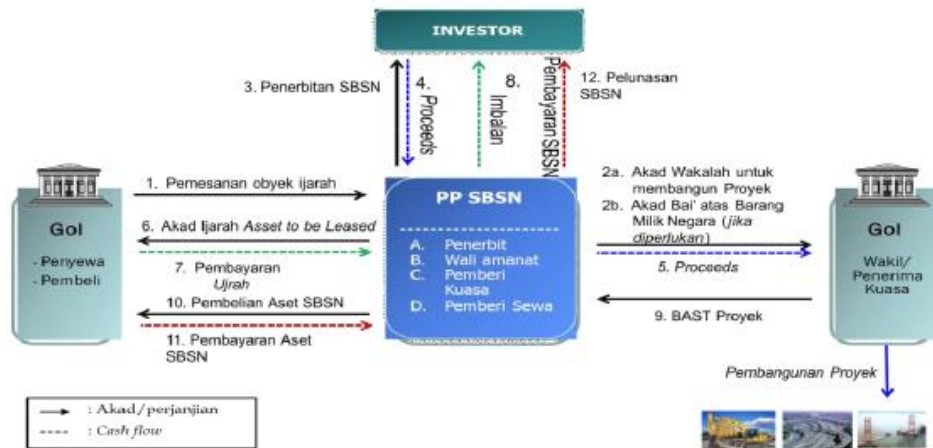 INVESTOR
3. Penerbitan SBSN
4.
Proceeds
8.
Imbalan
Pembayaran SBSN
12. Pelunasan
SBSN
GoI
- Penyewa
- Pembeli
1. Pemesanan obyek ijarah
6. Akad Ijarah Asset to be Leased
7. Pembayaran
Ujrah
10. Pembelian Aset SBSN
11. Pembayaran Aset
SBSN
PP SBSN
A. Penerbit
B. Wali amanat
C. Pemberi
Kuasa
D. Pemberi Sewa
2a. Akad Wakalah untuk
membangun Proyek
2b. Akad Bai' atas Barang
Milik Negara (jika
diperlukan)
5. Proceeds
9. BAST Proyek
GoI
Wakil/
Penerima
Kuasa
Pembangunan Proyek
: Akad/perjanjian
: Cash flow